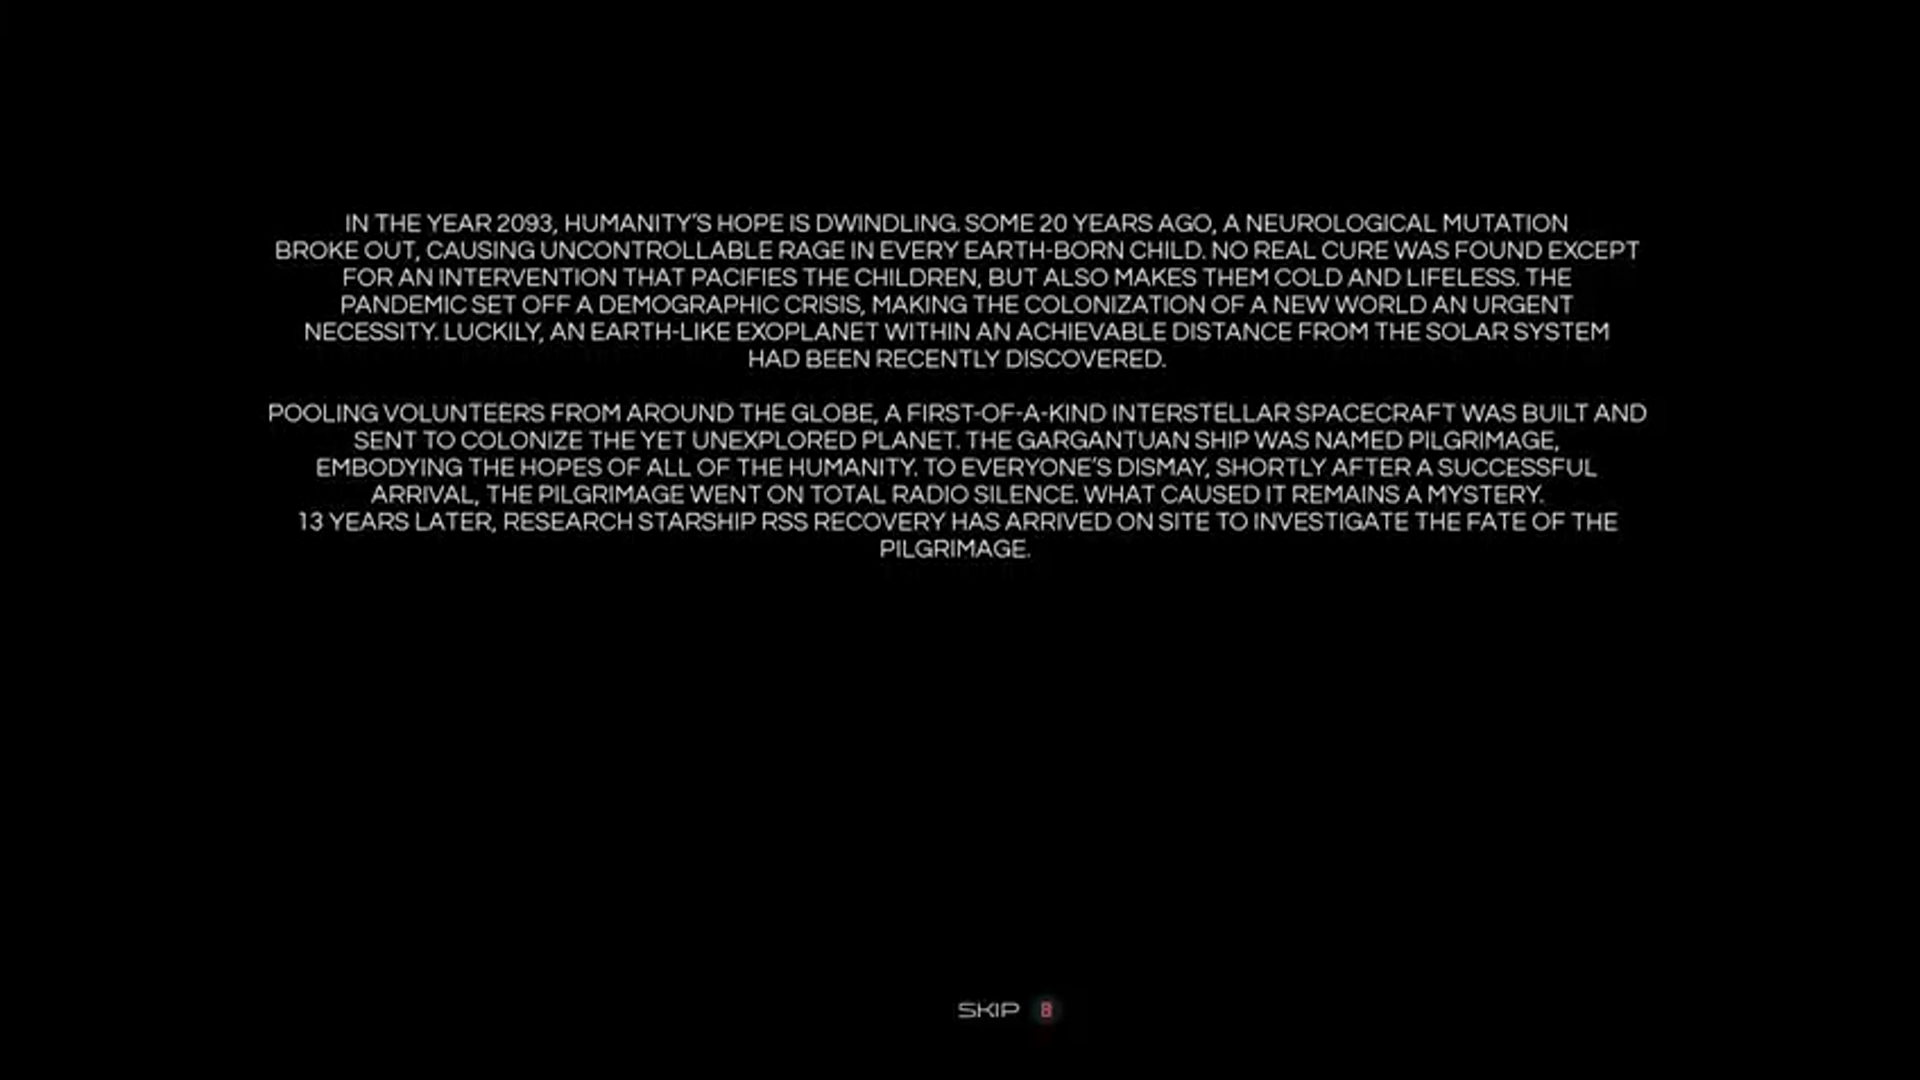 IN THE YEAR 2093, HUMANITY'S HOPE IS DWINDLING. SOME 20 YEARS AGO, A NEUROLOGICAL MUTATION
BROKE OUT, CAUSING UNCONTROLLABLE RAGE IN EVERY EARTH-BORN CHILD. NO REAL CURE WAS FOUND EXCEPT
FOR AN INTERVENTION THAT PACIFIES THE CHILDREN, BUT ALSO MAKES THEM COLD AND LIFELESS. THE
PANDEMIC SET OFF A DEMOGRAPHIC CRISIS, MAKING THE COLONIZATION OF A NEW WORLD AN URGENT
NECESSITY. LUCKILY, AN EARTH-LIKE EXOPLANET WITHIN AN ACHIEVABLE DISTANCE FROM THE SOLAR SYSTEM
HAD BEEN RECENTLY DISCOVERED.
POOLING VOLUNTEERS FROM AROUND THE GLOBE, A FIRST-OF-A-KIND INTERSTELLAR SPACECRAFT WAS BUILT AND
SENT TO COLONIZE THE YET UNEXPLORED PLANET. THE GARGANTUAN SHIP WAS NAMED PILGRIMAGE,
EMBODYING THE HOPES OF ALL OF THE HUMANITY. TO EVERYONE'S DISMAY, SHORTLY AFTER A SUCCESSFUL
ARRIVAL, THE PILGRIMAGE WENT ON TOTAL RADIO SILENCE. WHAT CAUSED IT REMAINS A MYSTERY.
13 YEARS LATER, RESEARCH STARSHIP RSS RECOVERY HAS ARRIVED ON SITE TO INVESTIGATE THE FATE OF THE
PILGRIMAGE.
SKIP B